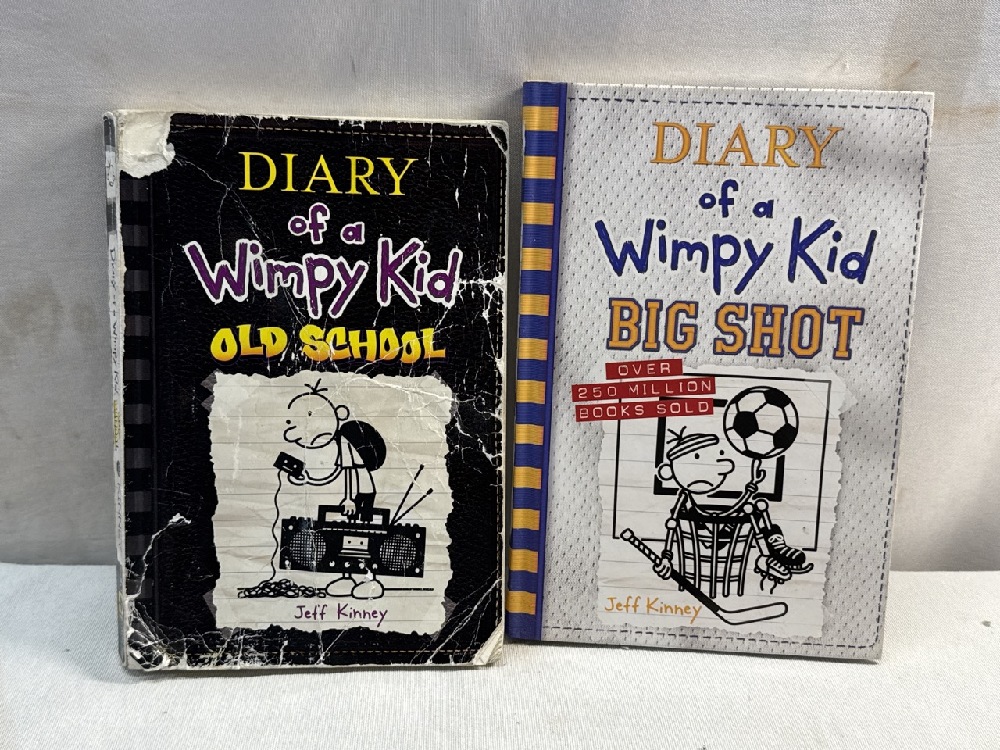 DIARY
of a
Wimpy Kid
OLD SCHOOL
Jeff Kinney
DIARY
of a
Wimpy Kid
BIG SHOT
OVER
250 MILLION
BOOKS SOLD
Jeff Kinney